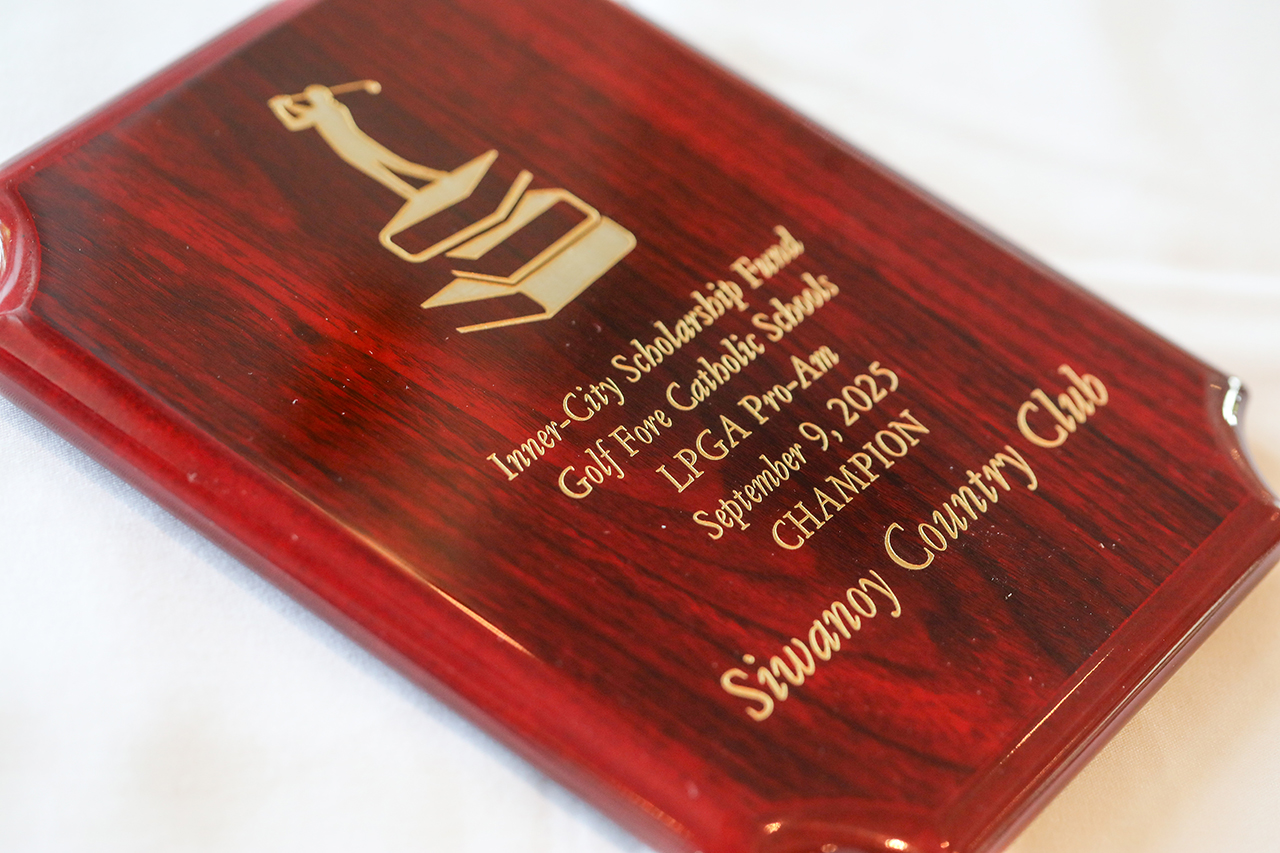 Inner-City Scholarship Fund
Golf Fore Catholic Schools
LPGA Pro-Am
September 9, 2025
CHAMPION
Siwanoy Country Club